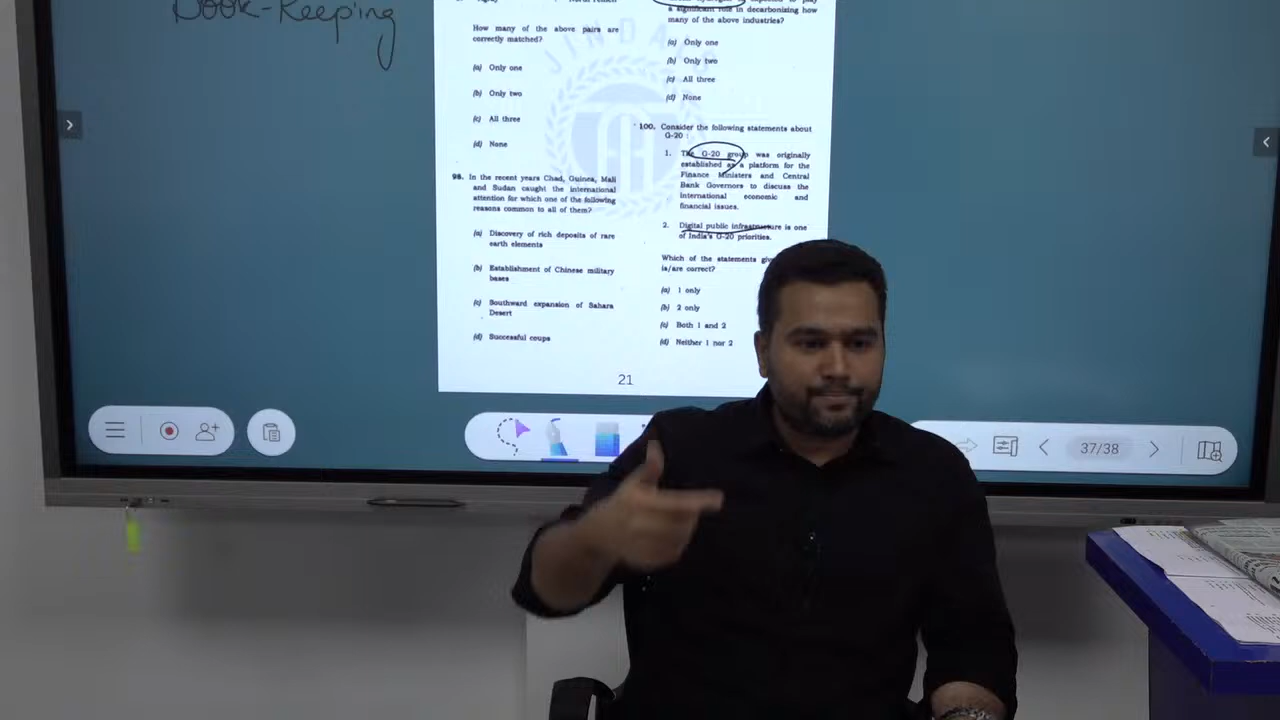 Book-Keeping
How many of the above pairs are
correctly matched?
(a) Only one
(b) Only two
(c) All three
(d) None
98. In the recent years Chad, Guinea, Mali
and Sudan caught the international
attention for which one of the following
reasons common to all of them?
(a) Discovery of rich deposits of rare
earth elements
(b) Establishment of Chinese military
bases
(c) Southward expansion of Sahara
Desert
(d) Successful coups
a significant role in decarbonizing how
many of the above industries?
(a) Only one
(b) Only two
(c) All three
(d) None
100. Consider the following statements about
G-20 :
1. The G-20 group was originally
established as a platform for the
Finance Ministers and Central
Bank Governors to discuss the
international economic and
financial issues.
2. Digital public infrastructure is one
of India's G-20 priorities.
Which of the statements
is/are correct?
(a) 1 only
(b) 2 only
(c) Both 1 and 2
(d) Neither 1 nor 2
21
JINDAL
37/38